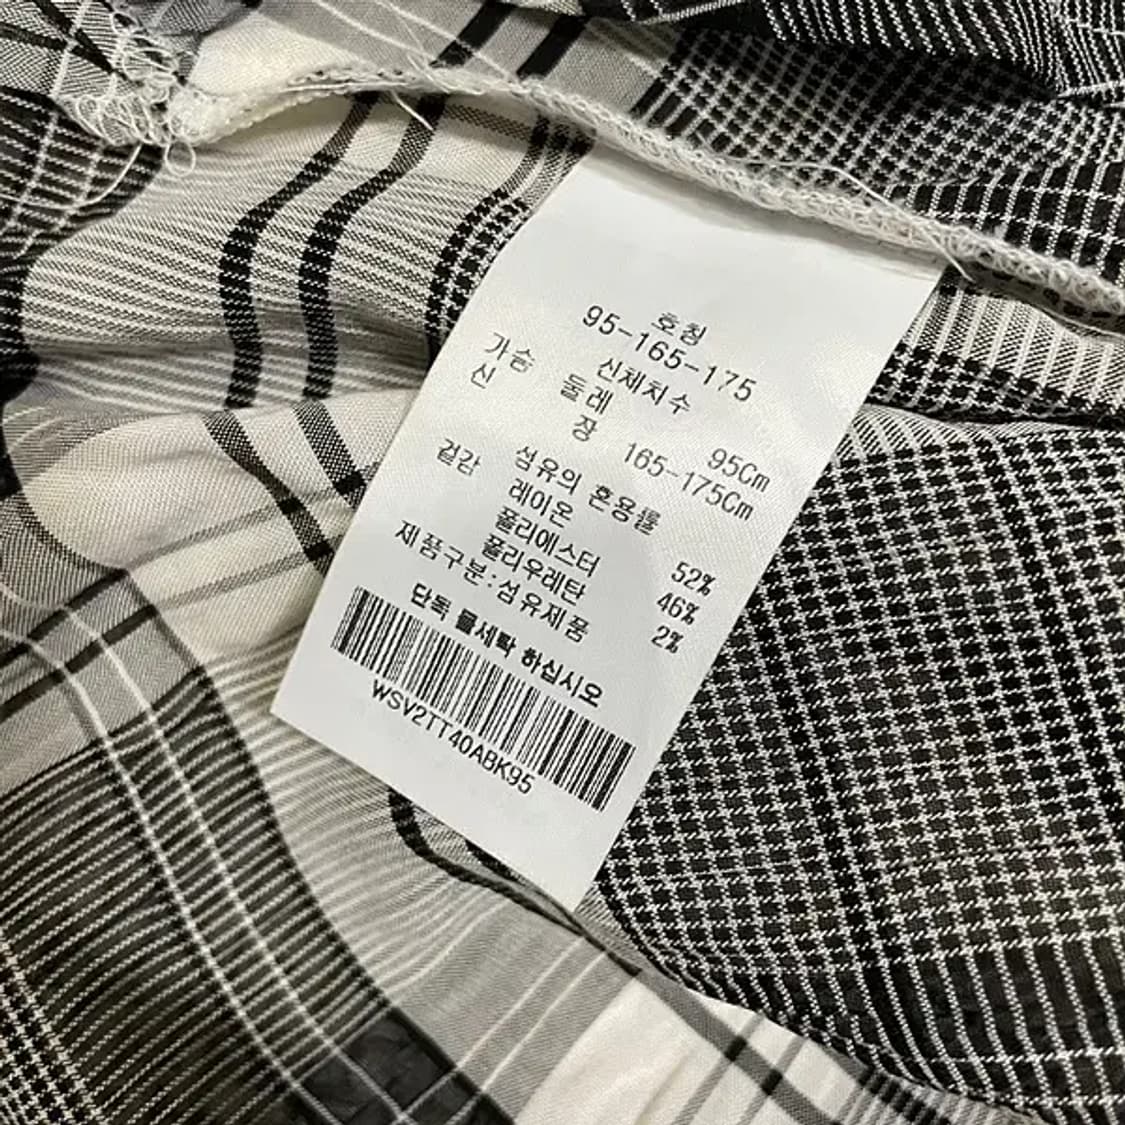 호칭
95-165-175
신체치수
가슴 둘레 95Cm
신 장 165-175Cm
섬유의 혼용율
겉감 레이온 52%
폴리에스터 46%
폴리우레탄 2%
제품구분:섬유제품
단독 물세탁 하십시오
WSV2TT40ABK95